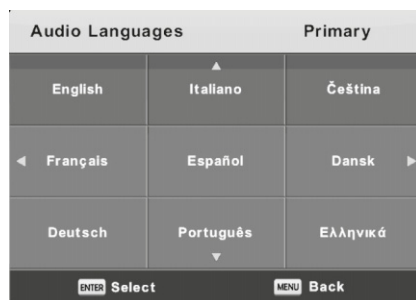 Audio Languages Primary
English Italiano Čeština
Français Español Dansk
Deutsch Português Ελληνικά
ENTER Select MENU Back